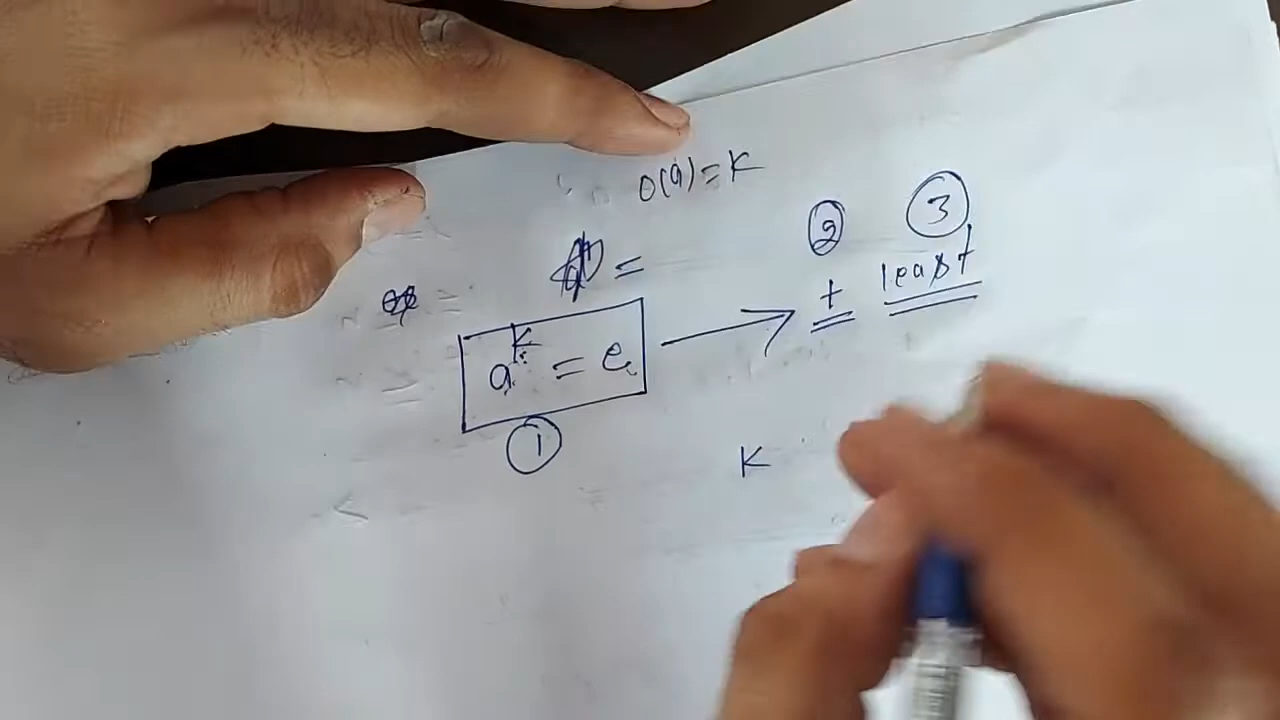 o(a) = K
② ③
=
+ least
a^K = e
①
K